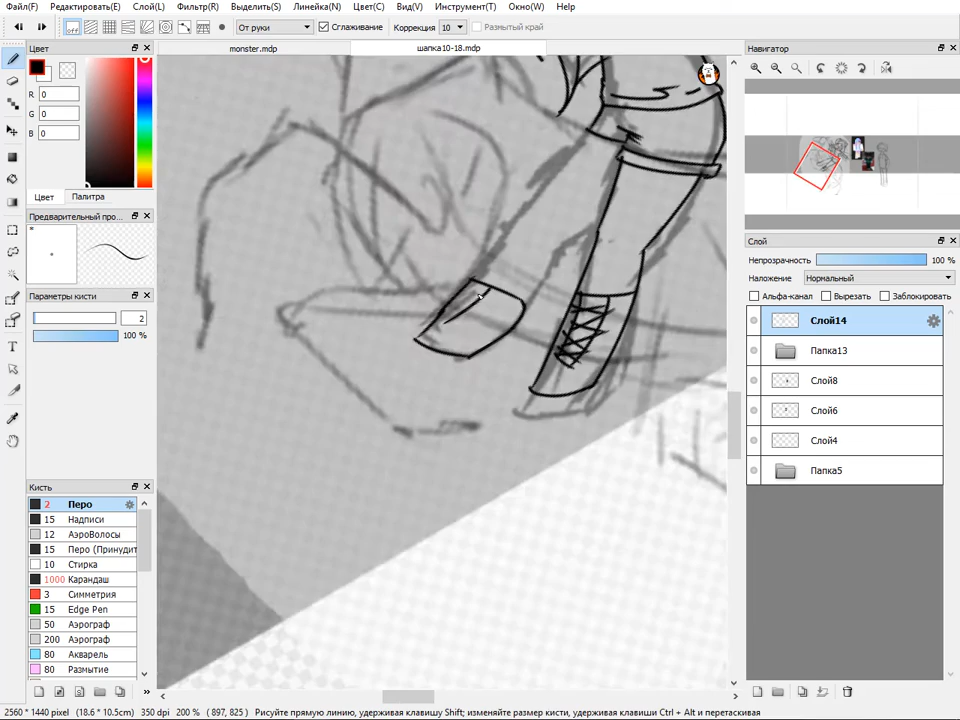 Файл(У) Редактировать(Е) Слой(L) Фильтр(R) Выделить(S) Линейка(N) Цвет(C) Вид(V) Инструмент(T) Окно(W) Help
От руки Сглаживание Коррекция 10 Размытый край
Цвет
R 0
G 0
B 0
Цвет Палитра
Предварительный про...
*
Параметры кисти
2
100 %
Кисть
2 Перо
15 Надписи
12 АэроВолосы
15 Перо (Принудит
10 Стирка
1000 Карандаш
3 Симметрия
15 Edge Pen
50 Аэрограф
200 Аэрограф
80 Акварель
80 Размытие
monster.mdp шапка10-18.mdp
Навигатор
Слой
Непрозрачность 100 %
Наложение Нормальный
Альфа-канал Вырезать Заблокировать
Слой14
Папка13
Слой8
Слой6
Слой4
Папка5
2560 * 1440 pixel (18.6 * 10.5cm) 350 dpi 200 % ( 897, 825 ) Рисуйте прямую линию, удерживая клавишу Shift; изменяйте размер кисти, удерживая клавиши Ctrl + Alt и перетаскивая